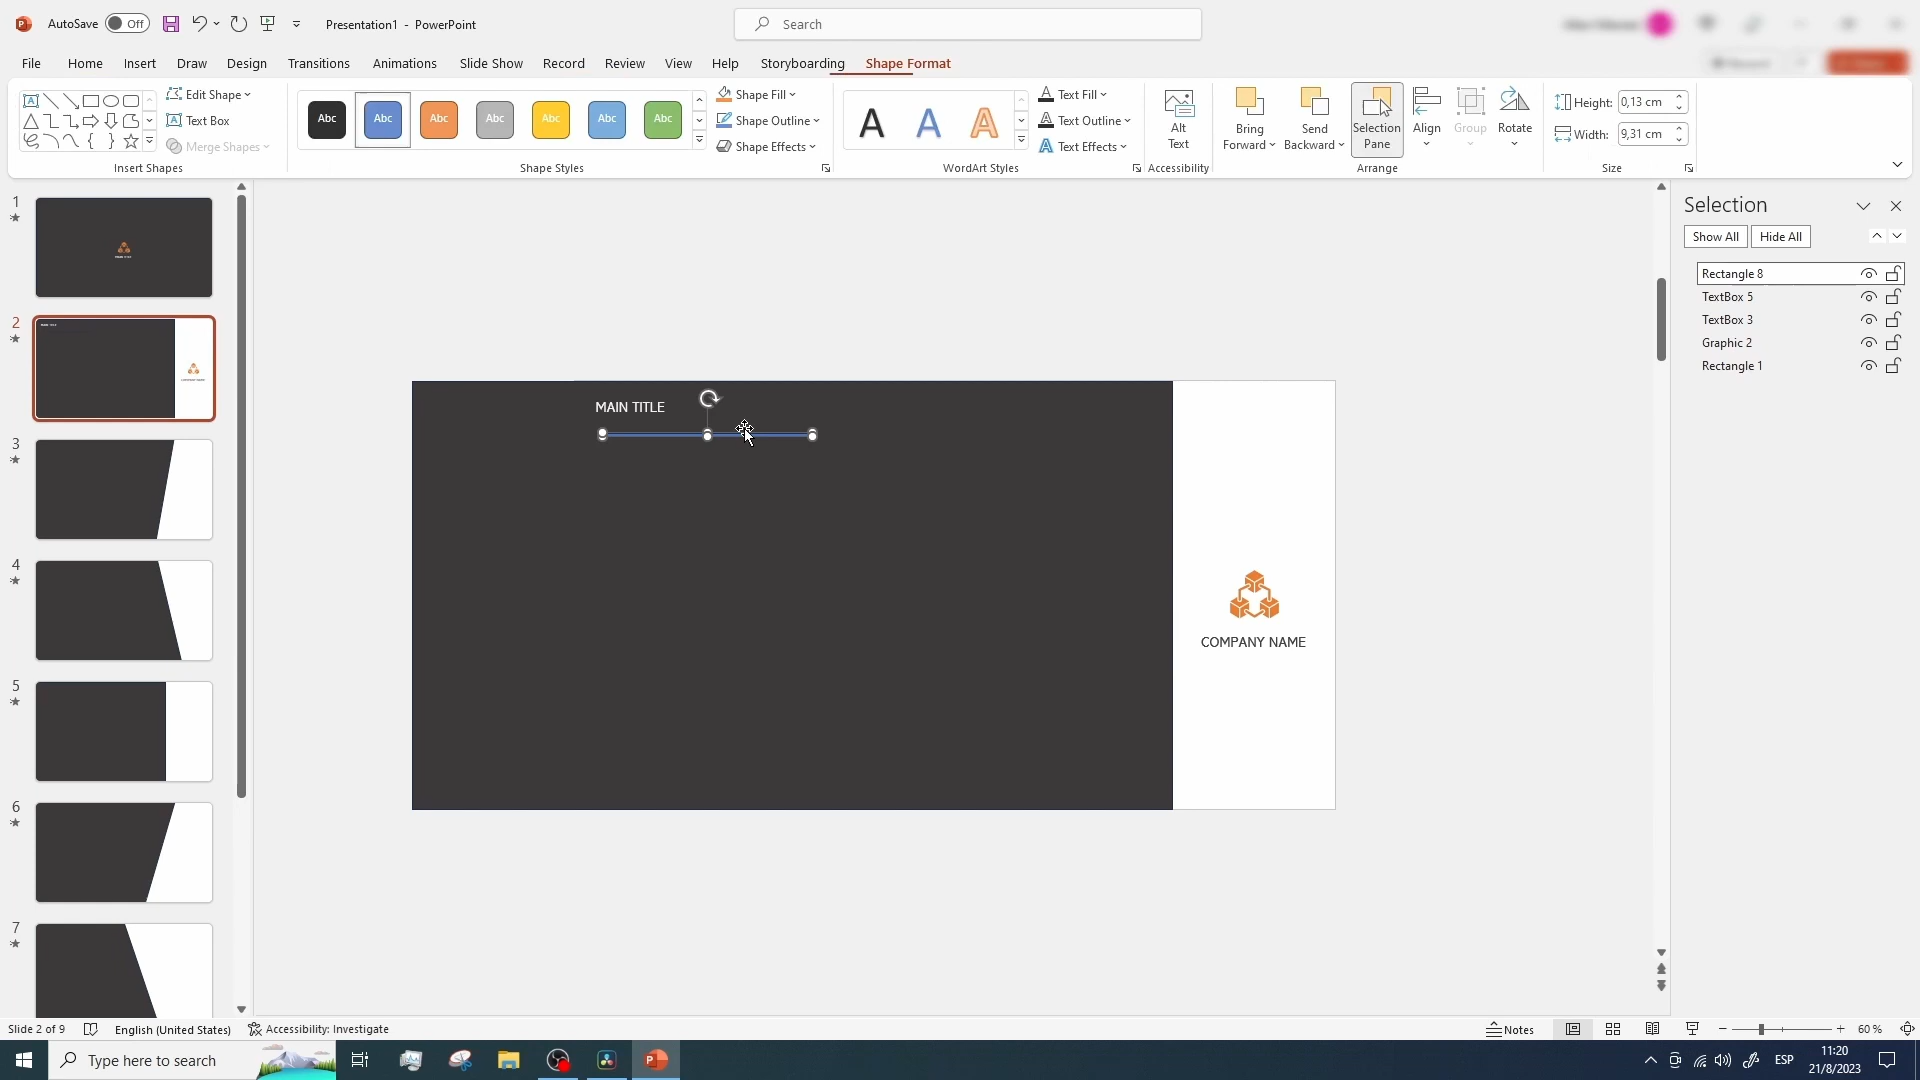 AutoSave Off
Presentation1 - PowerPoint
Search
File Home Insert Draw Design Transitions Animations Slide Show Record Review View Help Storyboarding Shape Format
Edit Shape
Text Box
Merge Shapes
Insert Shapes
Abc Abc Abc Abc Abc Abc Abc
Shape Fill
Shape Outline
Shape Effects
Shape Styles
A A A
Text Fill
Text Outline
Text Effects
WordArt Styles
Alt Text
Accessibility
Bring Forward
Send Backward
Selection Pane
Align
Group
Rotate
Arrange
Height: 0,13 cm
Width: 9,31 cm
Size
1
2
3
4
5
6
7
MAIN TITLE
COMPANY NAME
Selection
Show All Hide All
Rectangle 8
TextBox 5
TextBox 3
Graphic 2
Rectangle 1
Slide 2 of 9 English (United States) Accessibility: Investigate
Notes
60 %
Type here to search
ESP
11:20
21/8/2023